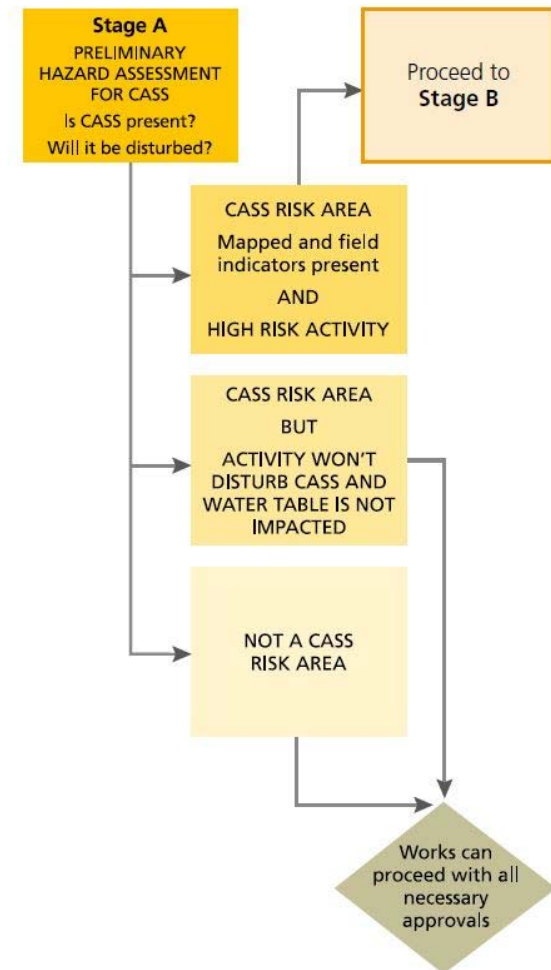 Stage A
PRELIMINARY
HAZARD ASSESSMENT
FOR CASS
Is CASS present?
Will it be disturbed?
Proceed to
Stage B
CASS RISK AREA
Mapped and field
indicators present
AND
HIGH RISK ACTIVITY
CASS RISK AREA
BUT
ACTIVITY WON'T
DISTURB CASS AND
WATER TABLE IS NOT
IMPACTED
NOT A CASS
RISK AREA
Works can
proceed with all
necessary
approvals